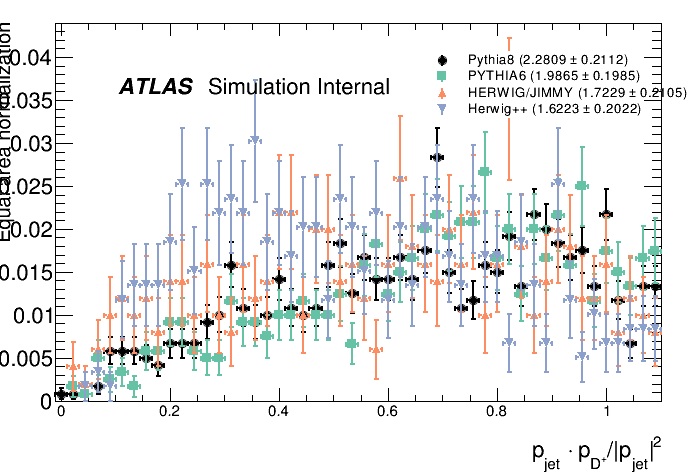 Equal area normalization
ATLAS Simulation Internal
Pythia8 (2.2809 ± 0.2112)
PYTHIA6 (1.9865 ± 0.1985)
HERWIG/JIMMY (1.7229 ± 0.2105)
Herwig++ (1.6223 ± 0.2022)
0.04
0.035
0.03
0.025
0.02
0.015
0.01
0.005
0
0 0.2 0.4 0.6 0.8 1
p_jet · p_D⁺/|p_jet|²